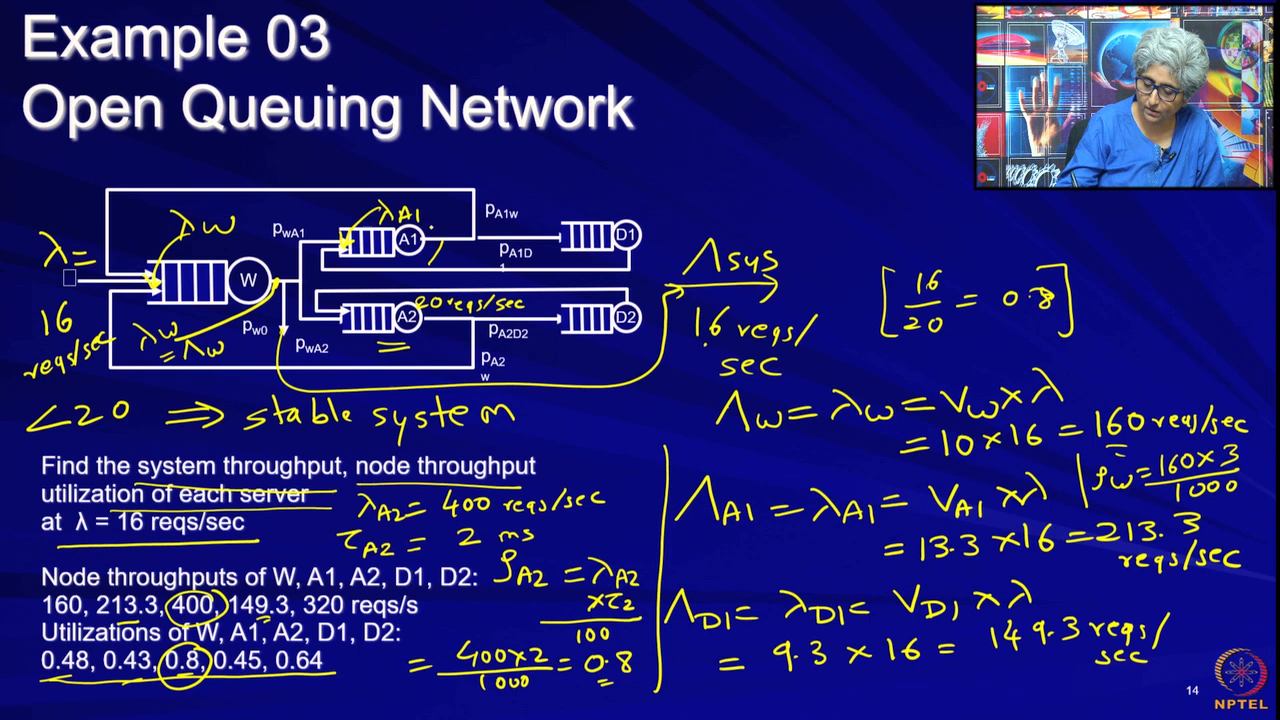 Example 03
Open Queuing Network
λ =
16
reqs/sec
λw
W
λw
= Λw
pw0
pwA1
pwA2
λA1
A1
pA1w
pA1D
1
D1
A2
20 reqs/sec
pA2D2
pA2
w
D2
Λsys
16 reqs/
sec
[16/20 = 0.8]
<20 ⇒ stable system
Find the system throughput, node throughput
utilization of each server
at λ = 16 reqs/sec
λA2 = 400 reqs/sec
τA2 = 2 ms
Node throughputs of W, A1, A2, D1, D2:
160, 213.3, 400, 149.3, 320 reqs/s
Utilizations of W, A1, A2, D1, D2:
0.48, 0.43, 0.8, 0.45, 0.64
ρA2 = λA2
×τ2
100
= 400×2/1000 = 0.8
Λw = λw = Vw×λ
= 10×16 = 160 reqs/sec
ρw = 160×3/1000
ΛA1 = λA1 = VA1 ×λ
= 13.3 ×16 = 213.3
reqs/sec
ΛD1 = λD1 = VD1 ×λ
= 9.3 × 16 = 149.3 reqs/
sec
14
NPTEL